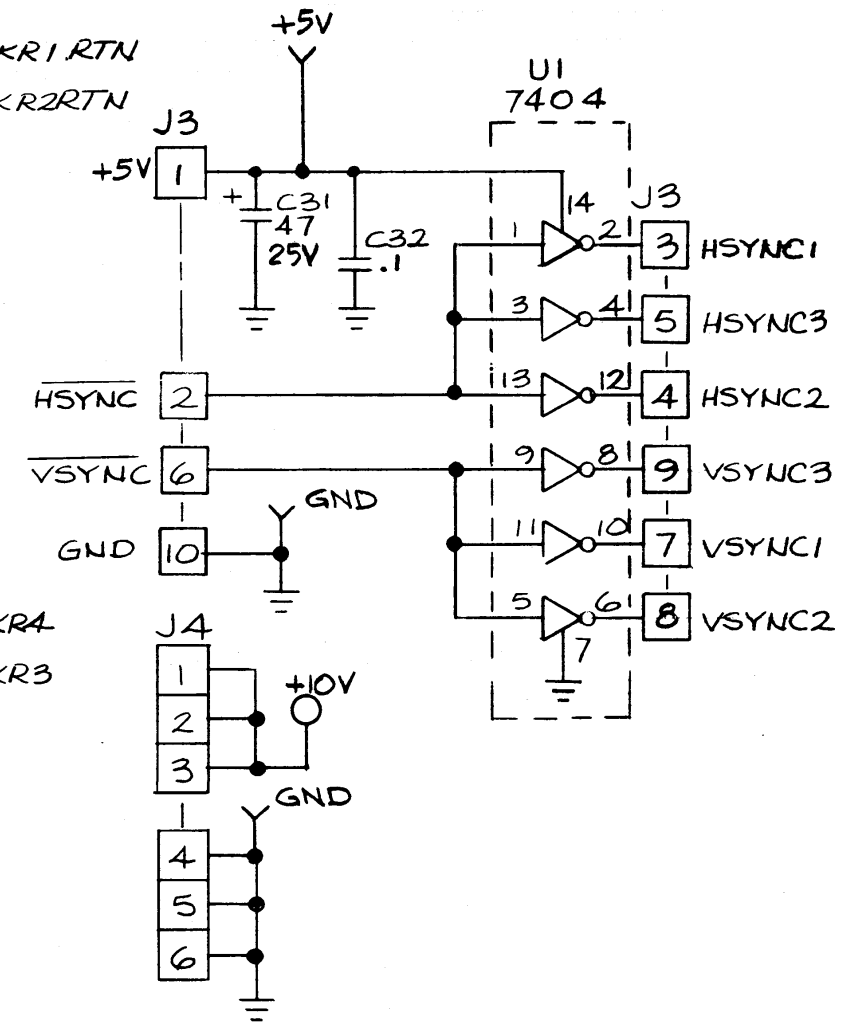 +5V
KR1 RTN
KR2RTN
U1
7404
J3
+5V 1
+ C31
47
25V
C32
.1
14
J3
1 2 3 HSYNC1
3 4 5 HSYNC3
HSYNC 2 13 12 4 HSYNC2
VSYNC 6 9 8 9 VSYNC3
GND
GND 10 11 10 7 VSYNC1
5 6 8 VSYNC2
7
KR4
KR3
J4
1
2
3
+10V
GND
4
5
6